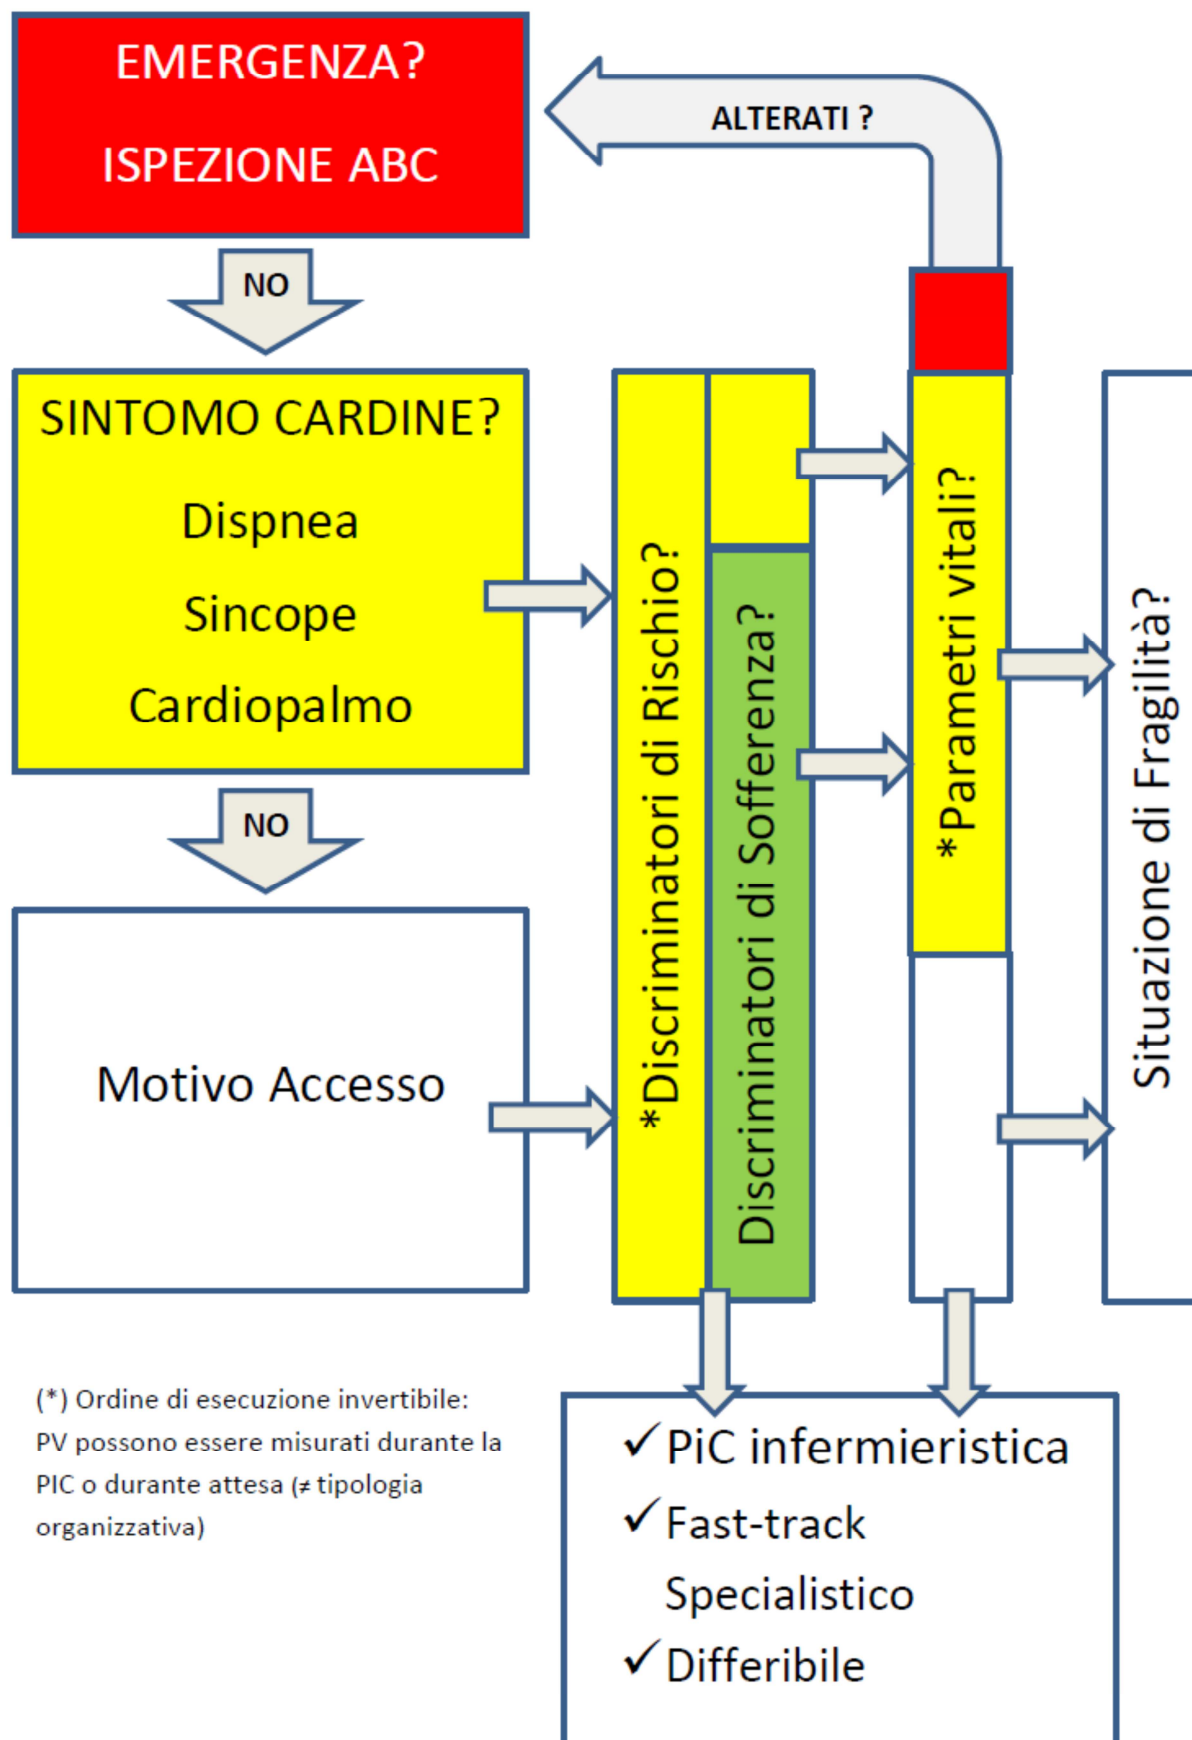 EMERGENZA?
ISPEZIONE ABC
ALTERATI ?
NO
SINTOMO CARDINE?
Dispnea
Sincope
Cardiopalmo
*Discriminatori di Rischio?
Discriminatori di Sofferenza?
*Parametri vitali?
Situazione di Fragilità?
NO
Motivo Accesso
(*) Ordine di esecuzione invertibile:
PV possono essere misurati durante la
PIC o durante attesa (≠ tipologia
organizzativa)
✓ PiC infermieristica
✓ Fast-track
Specialistico
✓ Differibile